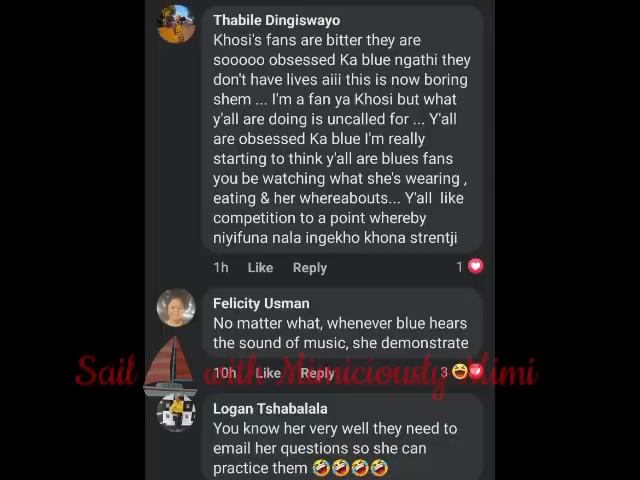 Thabile Dingiswayo
Khosi's fans are bitter they are
sooooo obsessed Ka blue ngathi they
don't have lives aiii this is now boring
shem ... I'm a fan ya Khosi but what
y'all are doing is uncalled for ... Y'all
are obsessed Ka blue I'm really
starting to think y'all are blues fans
you be watching what she's wearing ,
eating & her whereabouts... Y'all like
competition to a point whereby
niyifuna nala ingekho khona strentji
1h Like Reply 1
Felicity Usman
No matter what, whenever blue hears
the sound of music, she demonstrate
Sail with Mimiciously Mimi
10h Like Reply 3
Logan Tshabalala
You know her very well they need to
email her questions so she can
practice them 🤣🤣🤣🤣